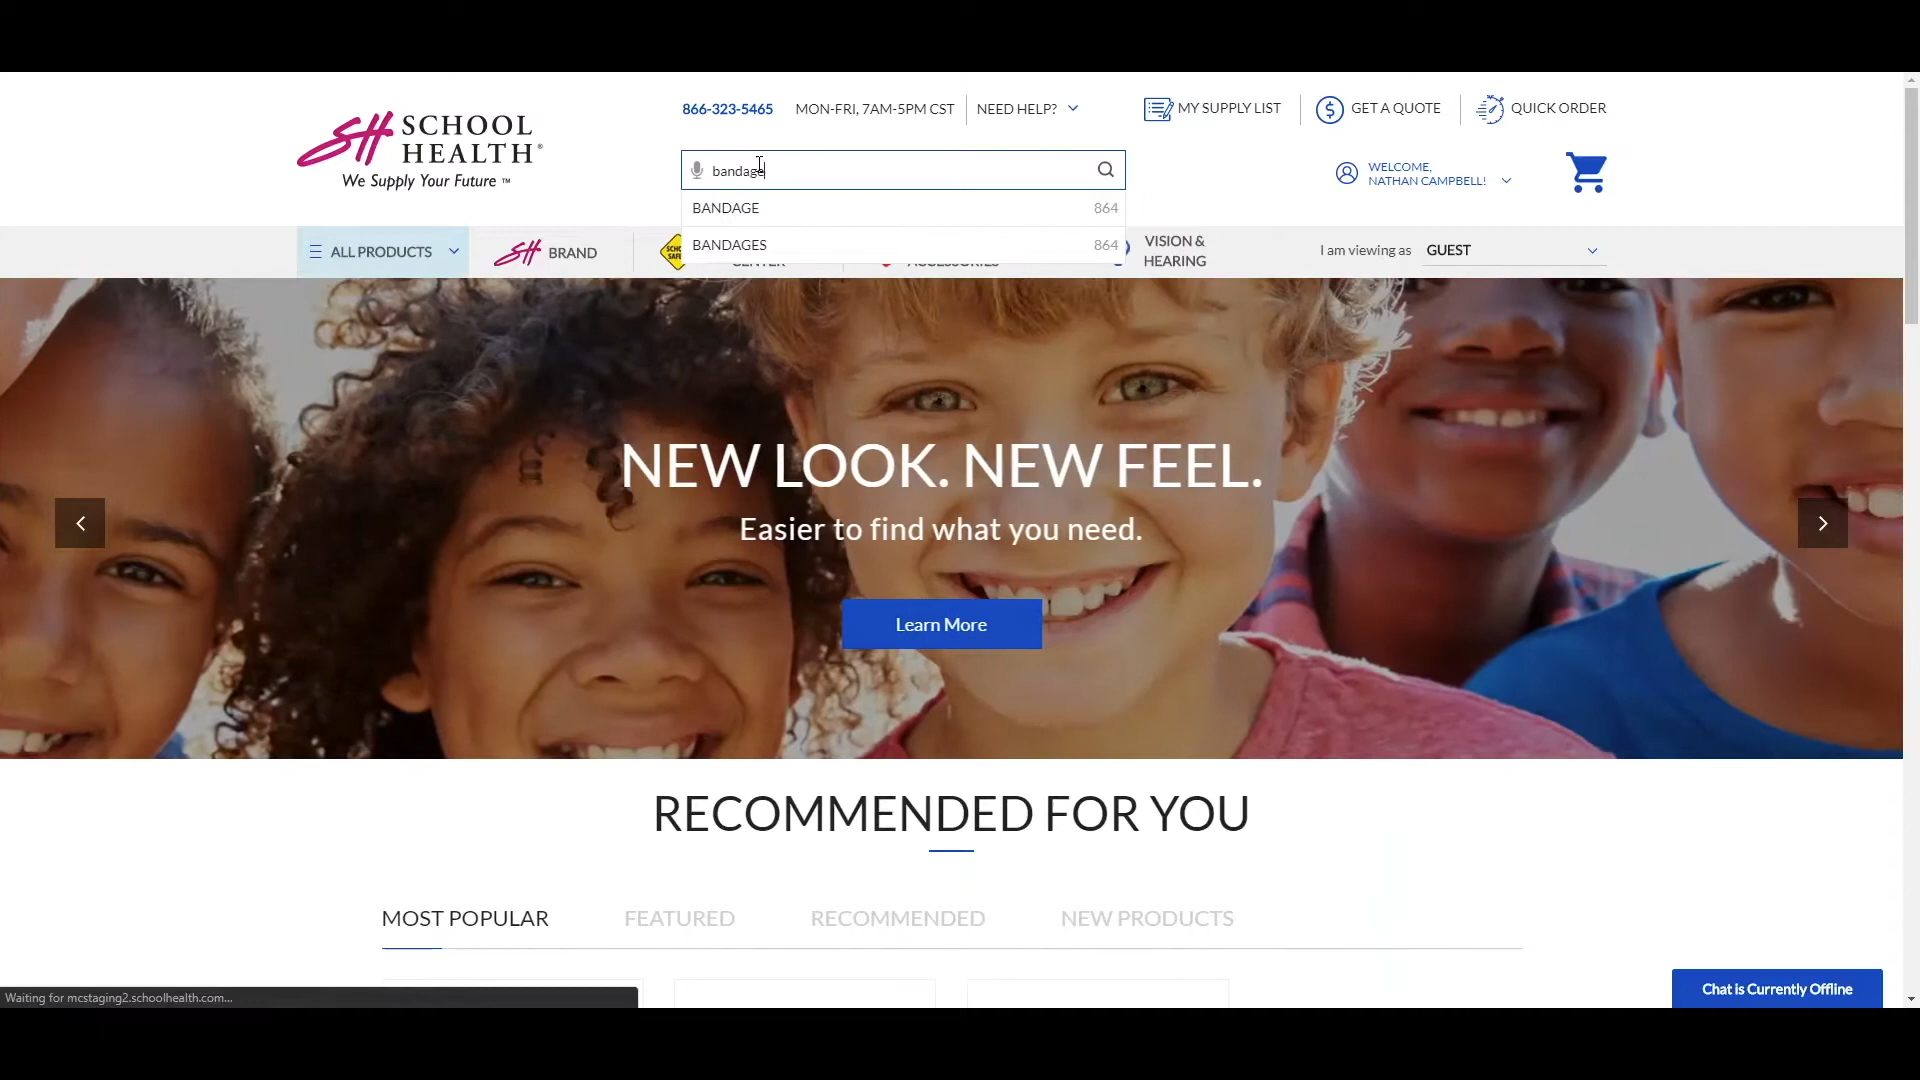 SH SCHOOL
HEALTH®
We Supply Your Future ™
866-323-5465 MON-FRI, 7AM-5PM CST NEED HELP?
MY SUPPLY LIST GET A QUOTE QUICK ORDER
bandage
WELCOME,
NATHAN CAMPBELL!
BANDAGE 864
BANDAGES 864
ALL PRODUCTS
SH BRAND
VISION &
HEARING
I am viewing as GUEST
NEW LOOK. NEW FEEL.
Easier to find what you need.
Learn More
RECOMMENDED FOR YOU
MOST POPULAR FEATURED RECOMMENDED NEW PRODUCTS
Waiting for mcstaging2.schoolhealth.com...
Chat is Currently Offline